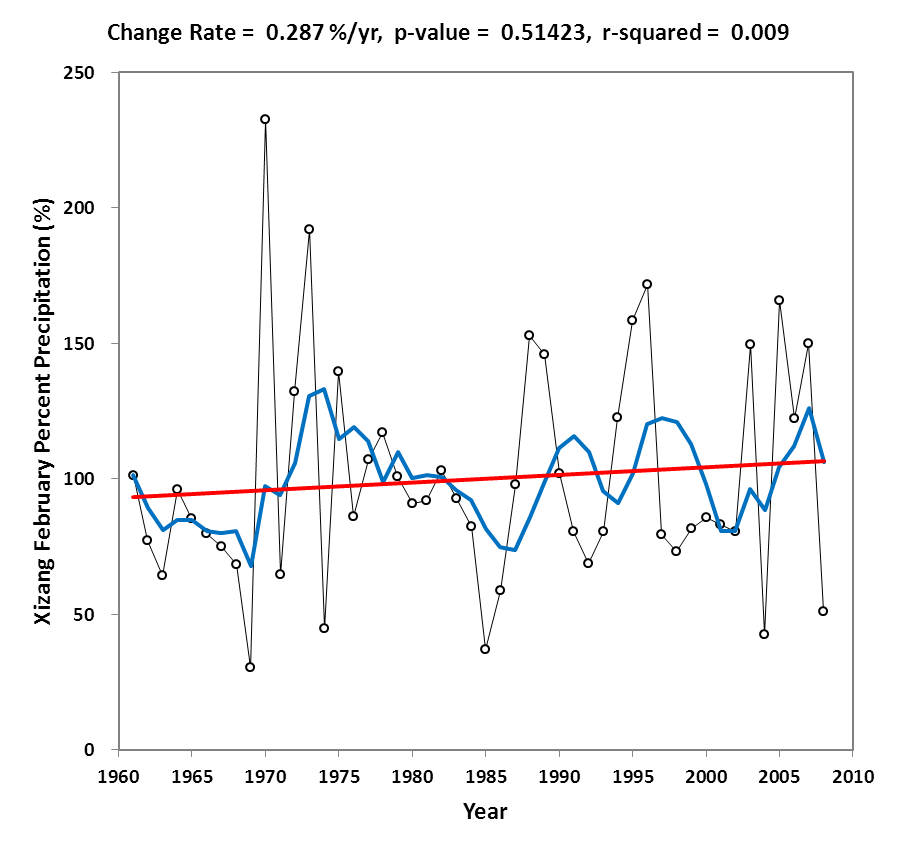 Change Rate = 0.287 %/yr, p-value = 0.51423, r-squared = 0.009
Xizang February Percent Precipitation (%)
250
200
150
100
50
0
1960 1965 1970 1975 1980 1985 1990 1995 2000 2005 2010
Year